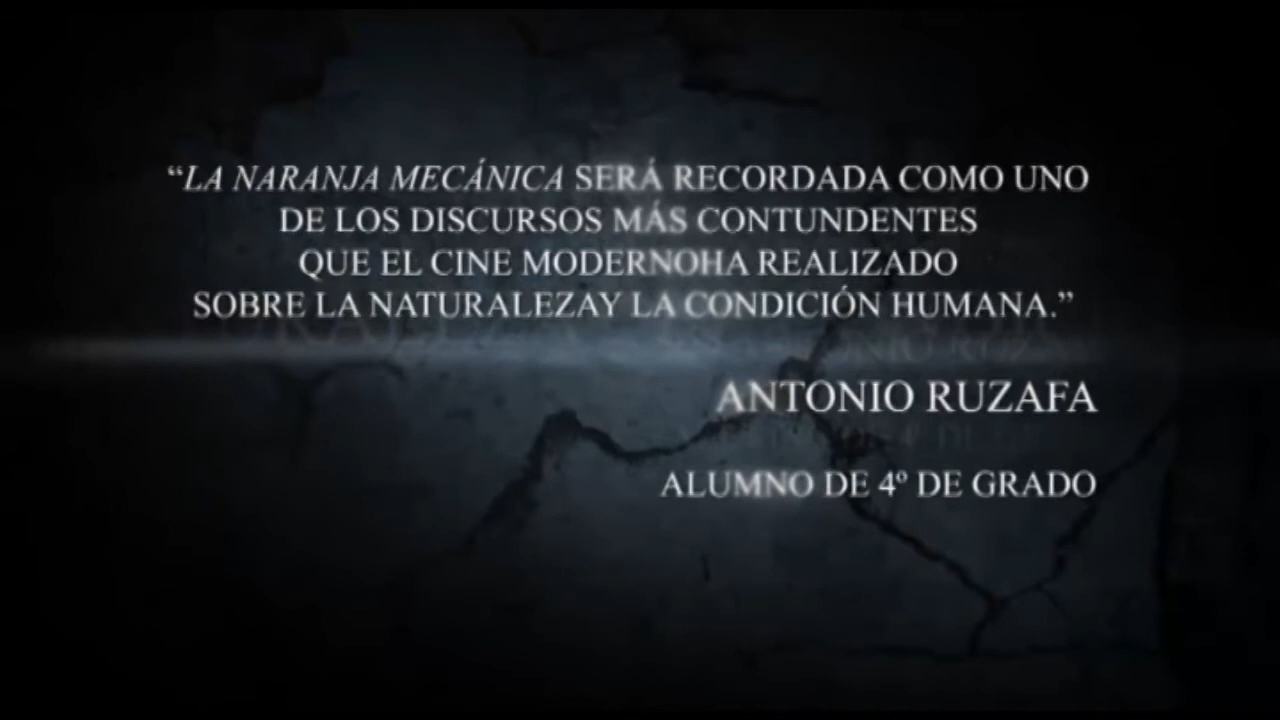 “LA NARANJA MECÁNICA SERÁ RECORDADA COMO UNO
DE LOS DISCURSOS MÁS CONTUNDENTES
QUE EL CINE MODERNOHA REALIZADO
SOBRE LA NATURALEZAY LA CONDICIÓN HUMANA.”
ANTONIO RUZAFA
ALUMNO DE 4º DE GRADO